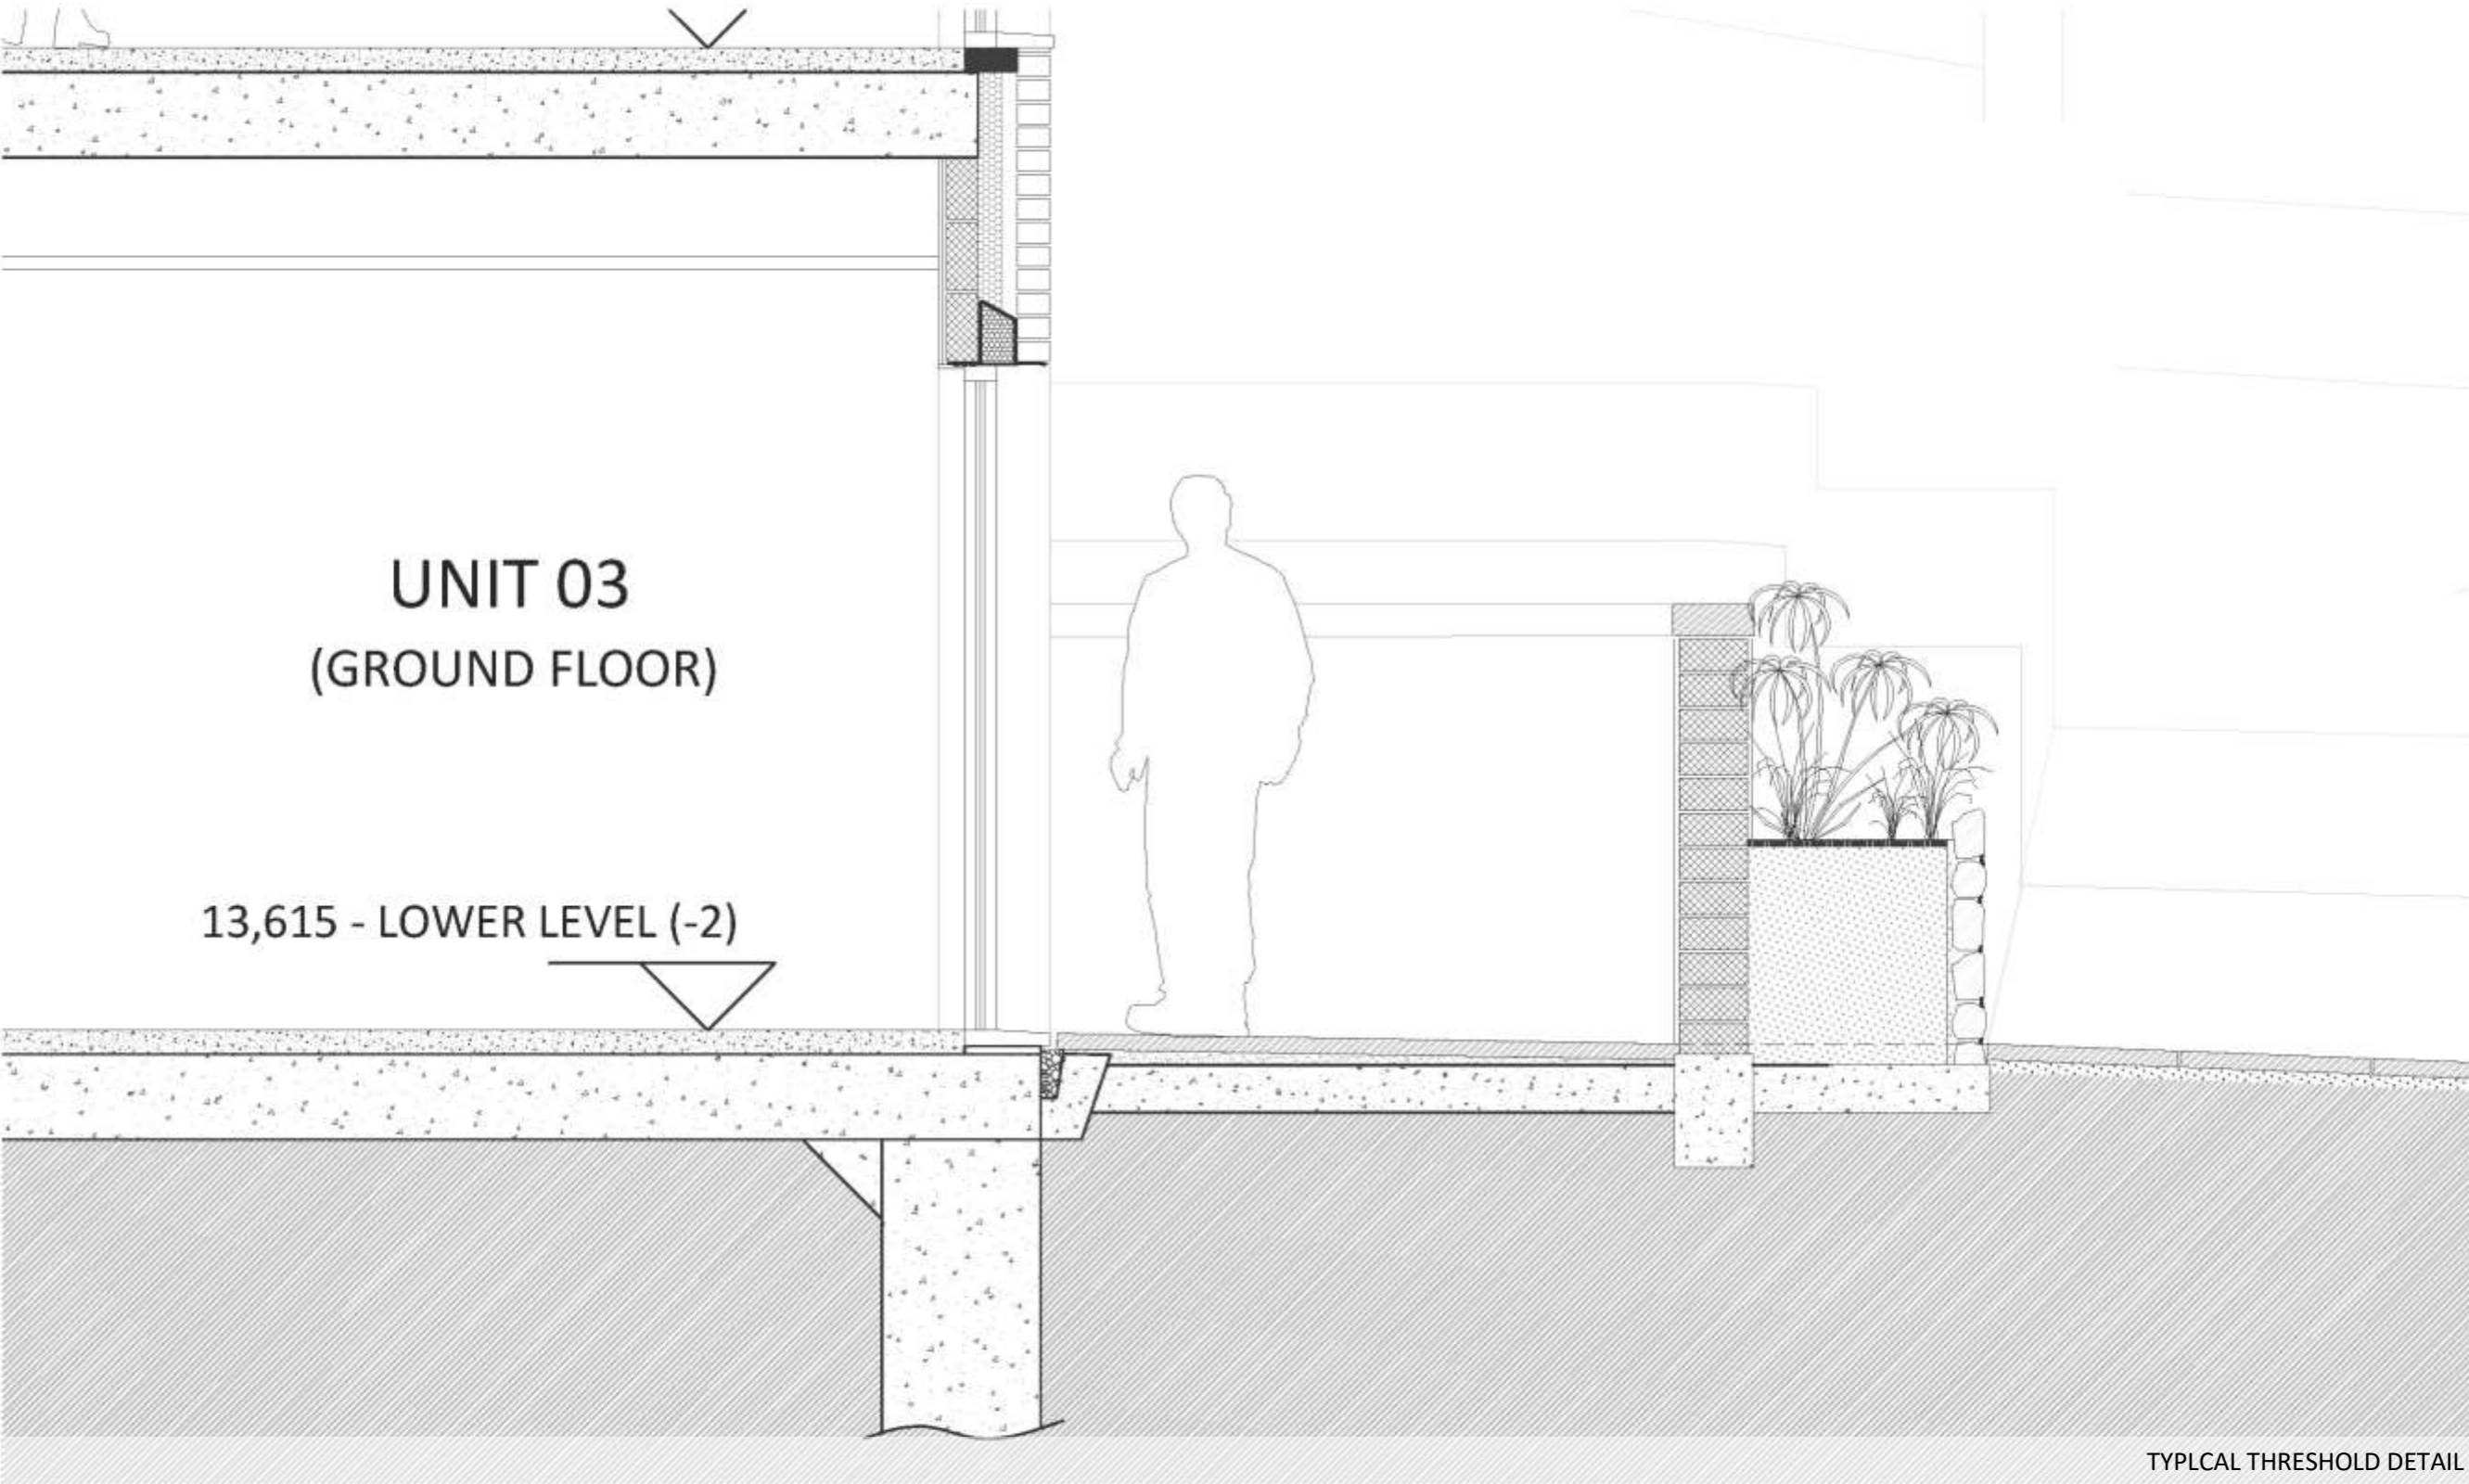 UNIT 03
(GROUND FLOOR)
13,615 - LOWER LEVEL (-2)
TYPLCAL THRESHOLD DETAIL